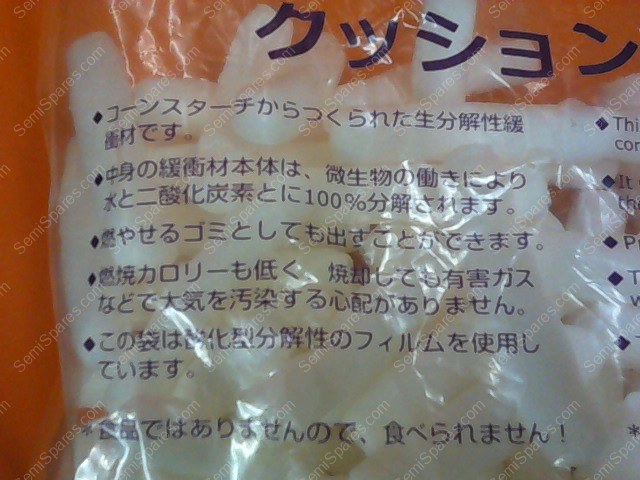 クッション
◆コーンスターチからつくられた生分解性緩
衝材です。
◆中身の緩衝材本体は、微生物の働きにより
水と二酸化炭素とに100%分解されます。
◆燃やせるゴミとしても出すことができます。
◆燃焼カロリーも低く、焼却しても有害ガス
などで大気を汚染する心配がありません。
◆この袋は酸化型分解性のフィルムを使用し
ています。
*食品ではありませんので、食べられません!
◆Thi
con
◆It
the
◆P
◆T
SemiSpares.com